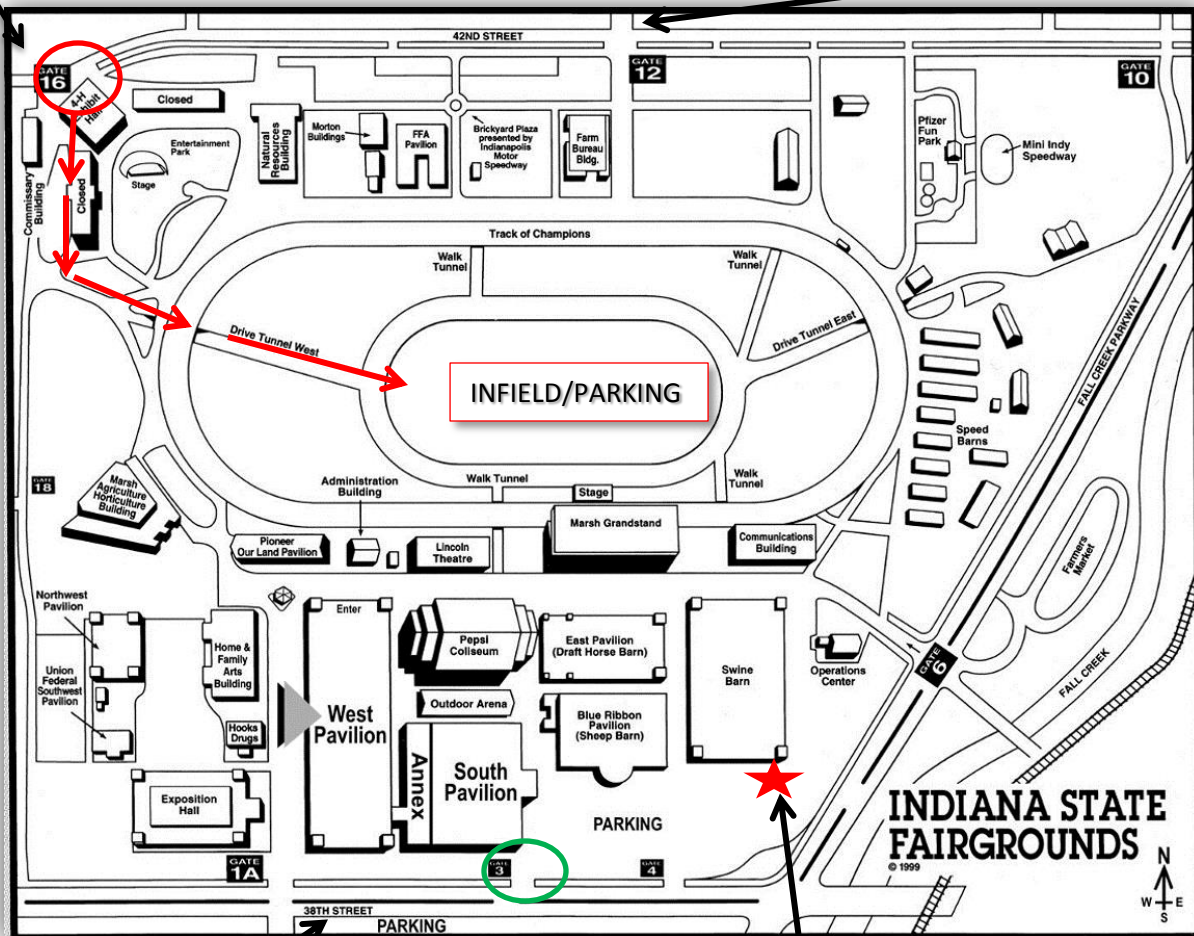 42ND STREET
GATE
16
GATE
12
GATE
10
4-H
Exhibit
Hall
Closed
Commissary
Building
Closed
Entertainment
Park
Stage
Natural
Resources
Building
Morton
Buildings
FFA
Pavilion
Brickyard Plaza
presented by
Indianapolis
Motor
Speedway
Farm
Bureau
Bldg.
Pfizer
Fun
Park
Mini Indy
Speedway
Track of Champions
Walk
Tunnel
Walk
Tunnel
Drive Tunnel West
Drive Tunnel East
INFIELD/PARKING
FALL CREEK PARKWAY
Speed
Barns
GATE
18
Marsh
Agriculture
Horticulture
Building
Administration
Building
Walk Tunnel
Stage
Walk
Tunnel
Pioneer
Our Land Pavilion
Lincoln
Theatre
Marsh Grandstand
Communications
Building
Farmers
Market
Northwest
Pavilion
Union
Federal
Southwest
Pavilion
Home &
Family
Arts
Building
Hooks
Drugs
Enter
West
Pavilion
Pepsi
Coliseum
Outdoor Arena
East Pavilion
(Draft Horse Barn)
Blue Ribbon
Pavilion
(Sheep Barn)
Swine
Barn
Operations
Center
GATE
6
FALL CREEK
Annex
South
Pavilion
Exposition
Hall
PARKING
GATE
1A
GATE
3
GATE
4
38TH STREET
PARKING
INDIANA STATE
FAIRGROUNDS
© 1999
N
W E
S